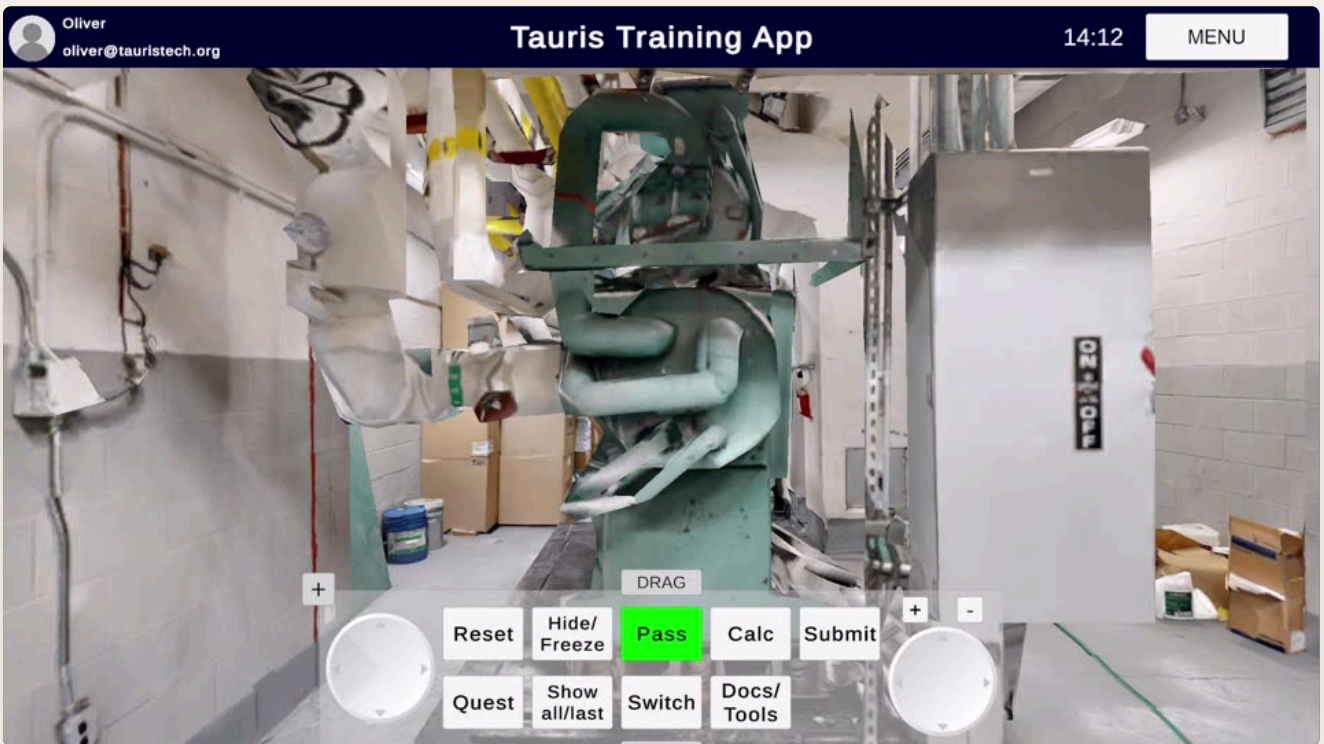 Oliver
oliver@tauristech.org
Tauris Training App
14:12
MENU
ON
OFF
DRAG
+
Reset
Hide/
Freeze
Pass
Calc
Submit
+
-
Quest
Show
all/last
Switch
Docs/
Tools